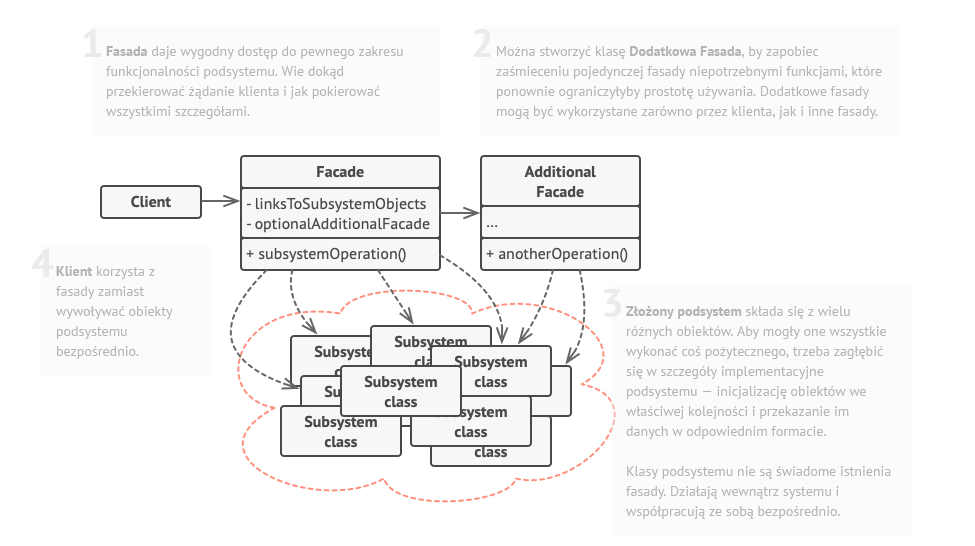 1
Fasada daje wygodny dostęp do pewnego zakresu
funkcjonalności podsystemu. Wie dokąd
przekierować żądanie klienta i jak pokierować
wszystkimi szczegółami.
2
Można stworzyć klasę Dodatkowa Fasada, by zapobiec
zaśmieceniu pojedynczej fasady niepotrzebnymi funkcjami, które
ponownie ograniczyłyby prostotę używania. Dodatkowe fasady
mogą być wykorzystane zarówno przez klienta, jak i inne fasady.
Client
Facade
- linksToSubsystemObjects
- optionalAdditionalFacade
+ subsystemOperation()
Additional
Facade
...
+ anotherOperation()
4
Klient korzysta z
fasady zamiast
wywoływać obiekty
podsystemu
bezpośrednio.
3
Złożony podsystem składa się z wielu
różnych obiektów. Aby mogły one wszystkie
wykonać coś pożytecznego, trzeba zagłębić
się w szczegóły implementacyjne
podsystemu — inicjalizację obiektów we
właściwej kolejności i przekazanie im
danych w odpowiednim formacie.
Klasy podsystemu nie są świadome istnienia
fasady. Działają wewnątrz systemu i
współpracują ze sobą bezpośrednio.
Subsystem
Subsystem
class
Subsystem
class
Subsystem
class
class
class